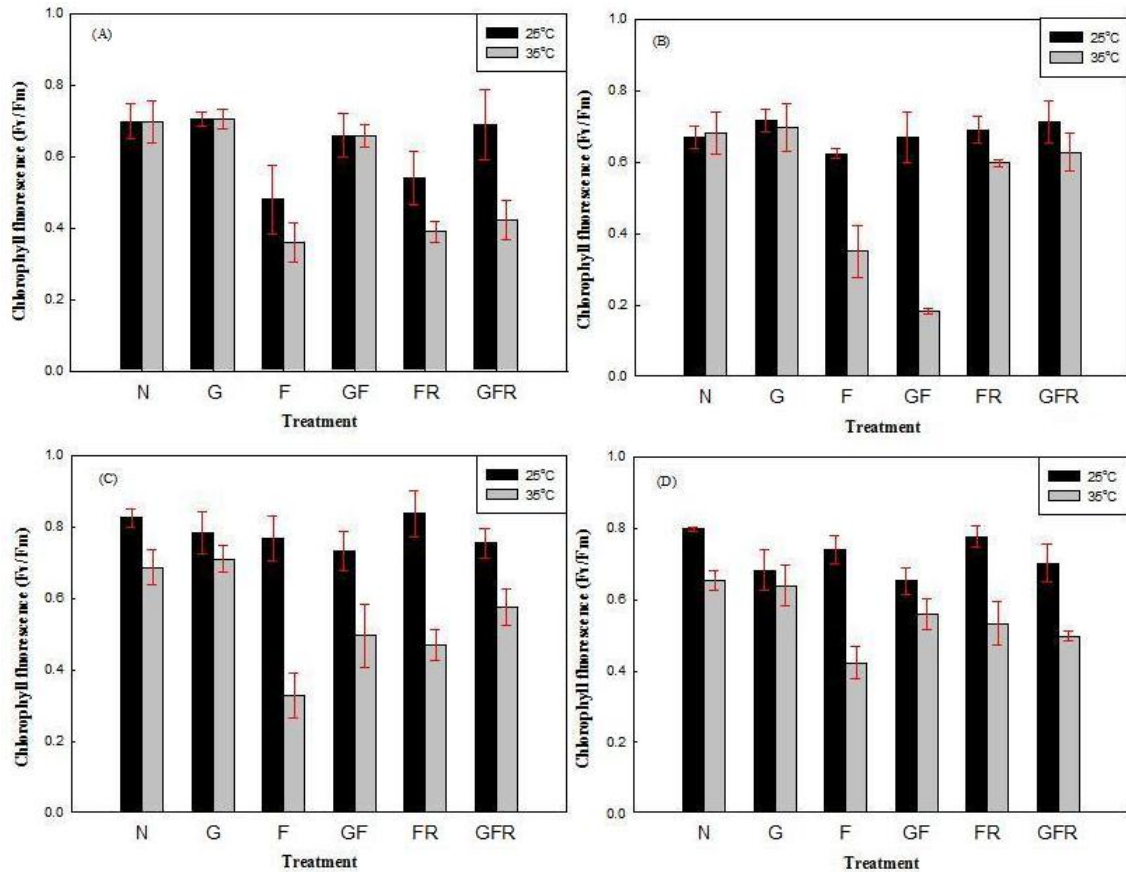 (A)
25°C
35°C
Chlorophyll fluorescence (Fv/Fm)
1.0
0.8
0.6
0.4
0.2
0.0
N G F GF FR GFR
Treatment
(B)
25°C
35°C
Chlorophyll fluorescence (Fv/Fm)
1.0
0.8
0.6
0.4
0.2
0.0
N G F GF FR GFR
Treatment
(C)
25°C
35°C
Chlorophyll fluorescence (Fv/Fm)
1.0
0.8
0.6
0.4
0.2
0.0
N G F GF FR GFR
Treatment
(D)
25°C
35°C
Chlorophyll fluorescence (Fv/Fm)
1.0
0.8
0.6
0.4
0.2
0.0
N G F GF FR GFR
Treatment